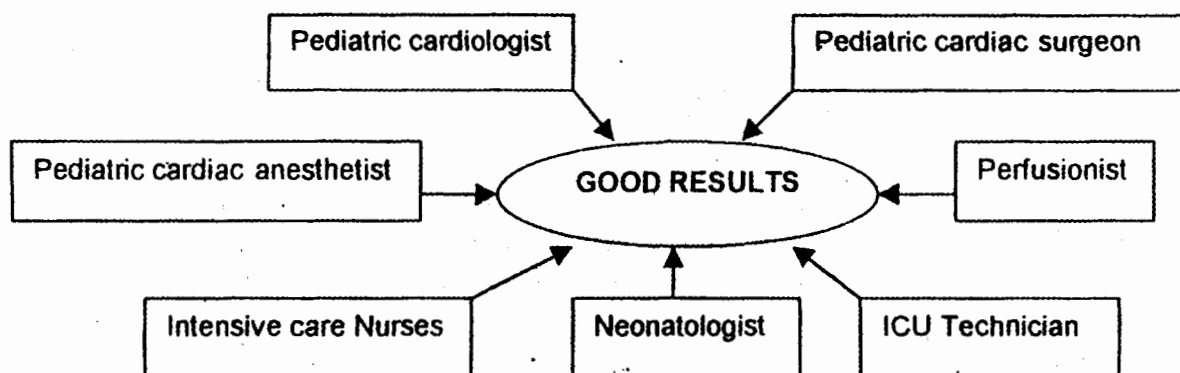 Pediatric cardiologist
Pediatric cardiac surgeon
Pediatric cardiac anesthetist
GOOD RESULTS
Perfusionist
Intensive care Nurses
Neonatologist
ICU Technician